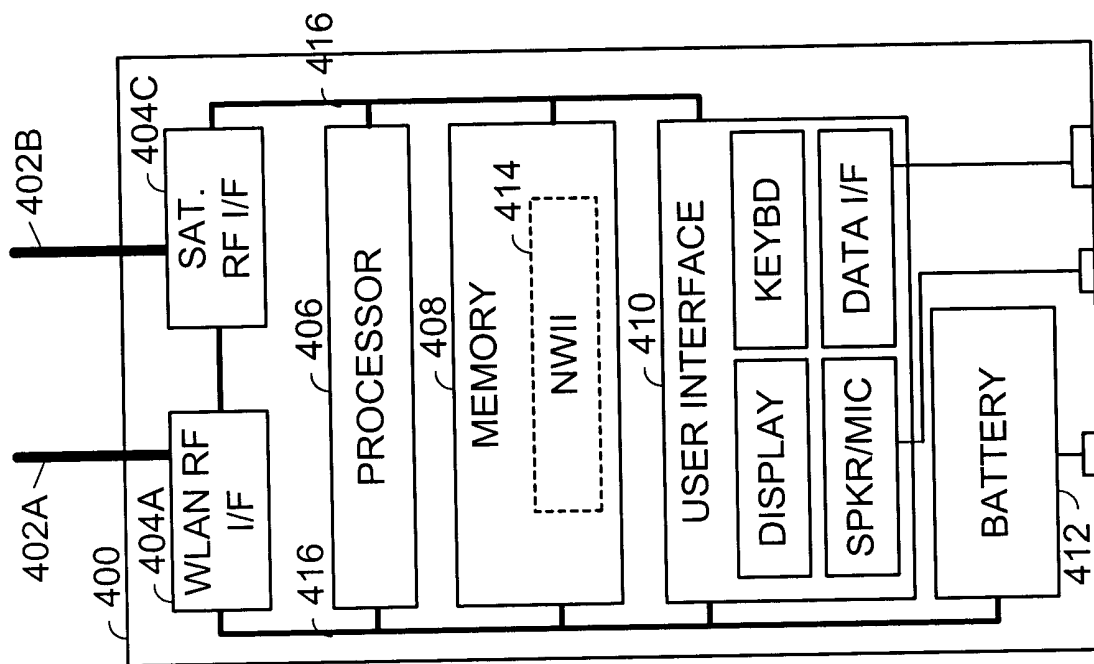 400
402A
402B
404A
WLAN RF
I/F
404C
SAT.
RF I/F
416
416
406
PROCESSOR
408
MEMORY
414
NWII
410
USER INTERFACE
DISPLAY
KEYBD
SPKR/MIC
DATA I/F
BATTERY
412